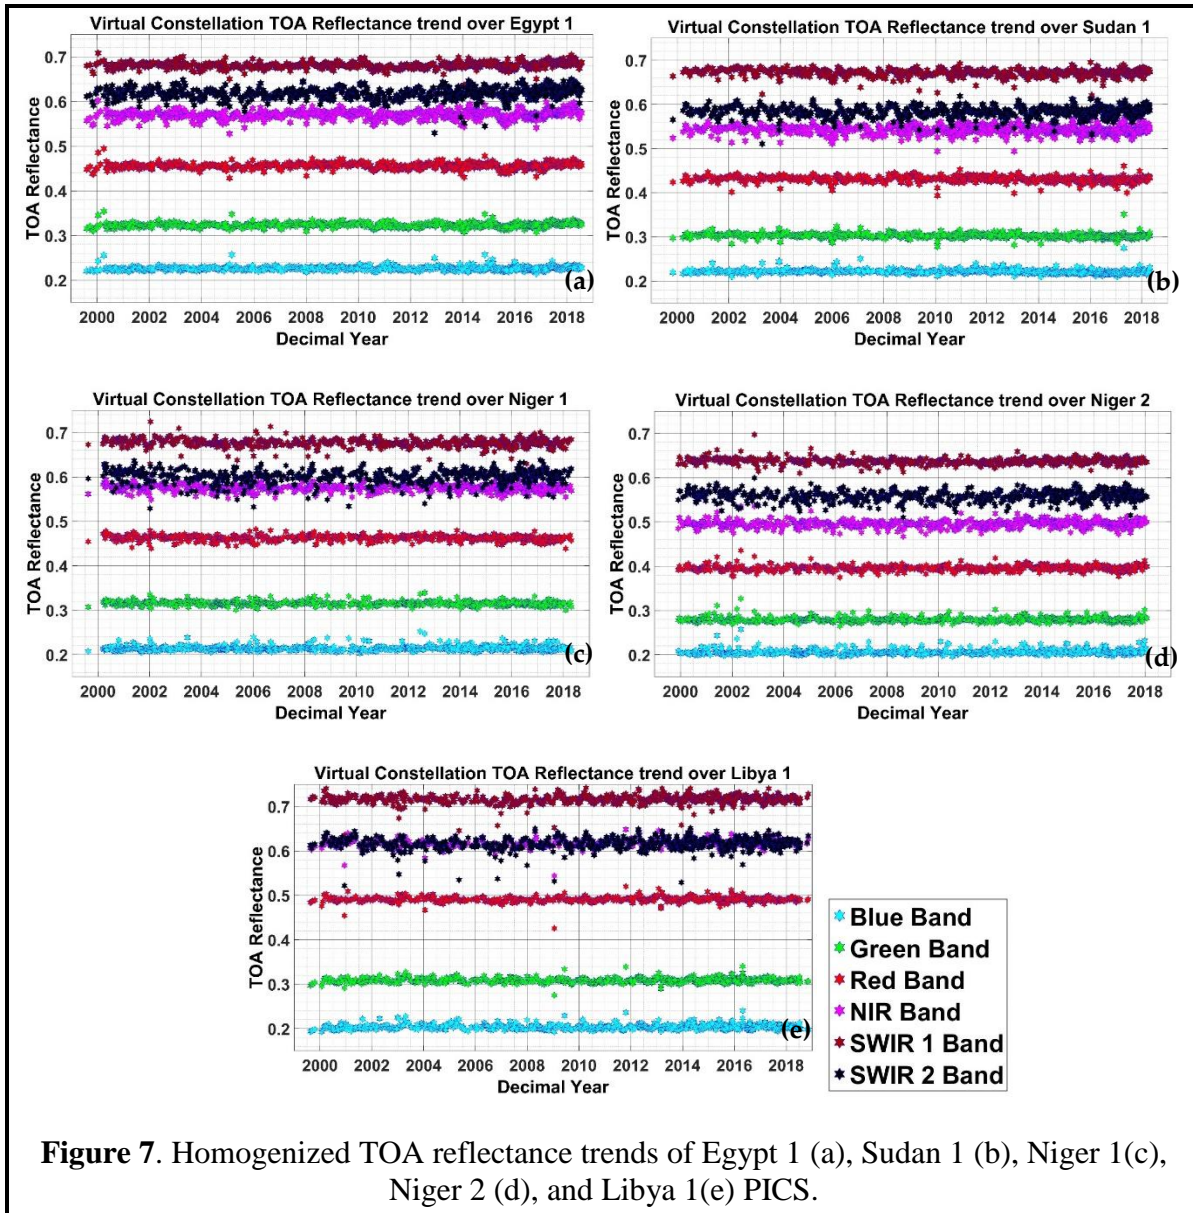 Virtual Constellation TOA Reflectance trend over Egypt 1
TOA Reflectance
0.7
0.6
0.5
0.4
0.3
0.2
(a)
2000 2002 2004 2006 2008 2010 2012 2014 2016 2018
Decimal Year
Virtual Constellation TOA Reflectance trend over Sudan 1
TOA Reflectance
0.7
0.6
0.5
0.4
0.3
0.2
(b)
2000 2002 2004 2006 2008 2010 2012 2014 2016 2018
Decimal Year
Virtual Constellation TOA Reflectance trend over Niger 1
TOA Reflectance
0.7
0.6
0.5
0.4
0.3
0.2
(c)
2000 2002 2004 2006 2008 2010 2012 2014 2016 2018
Decimal Year
Virtual Constellation TOA Reflectance trend over Niger 2
TOA Reflectance
0.7
0.6
0.5
0.4
0.3
0.2
(d)
2000 2002 2004 2006 2008 2010 2012 2014 2016 2018
Decimal Year
Virtual Constellation TOA Reflectance trend over Libya 1
TOA Reflectance
0.7
0.6
0.5
0.4
0.3
0.2
(e)
2000 2002 2004 2006 2008 2010 2012 2014 2016 2018
Decimal Year
Blue Band
Green Band
Red Band
NIR Band
SWIR 1 Band
SWIR 2 Band
Figure 7. Homogenized TOA reflectance trends of Egypt 1 (a), Sudan 1 (b), Niger 1(c),
Niger 2 (d), and Libya 1(e) PICS.